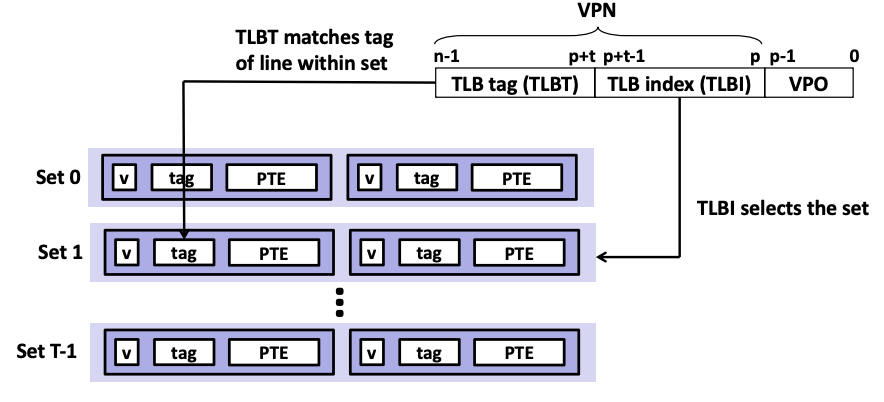 VPN
TLBT matches tag
of line within set
n-1 p+t p+t-1 p p-1 0
TLB tag (TLBT) TLB index (TLBI) VPO
Set 0 v tag PTE v tag PTE
TLBI selects the set
Set 1 v tag PTE v tag PTE
Set T-1 v tag PTE v tag PTE